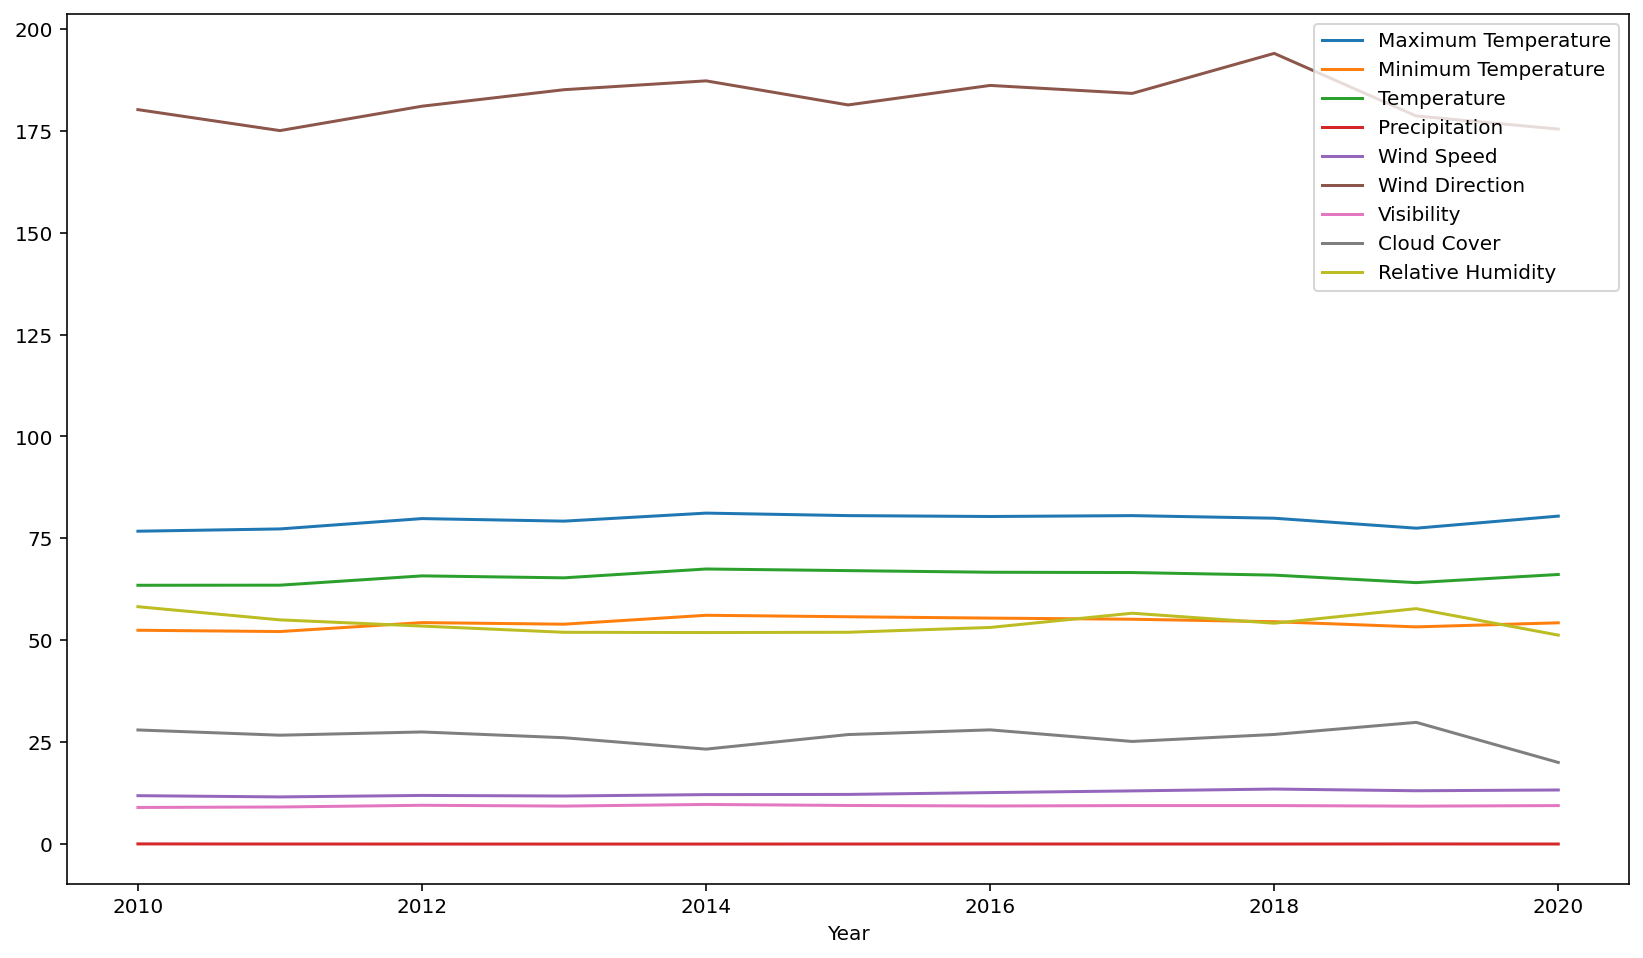 200
175
150
125
100
75
50
25
0
2010 2012 2014 2016 2018 2020
Year
Maximum Temperature
Minimum Temperature
Temperature
Precipitation
Wind Speed
Wind Direction
Visibility
Cloud Cover
Relative Humidity